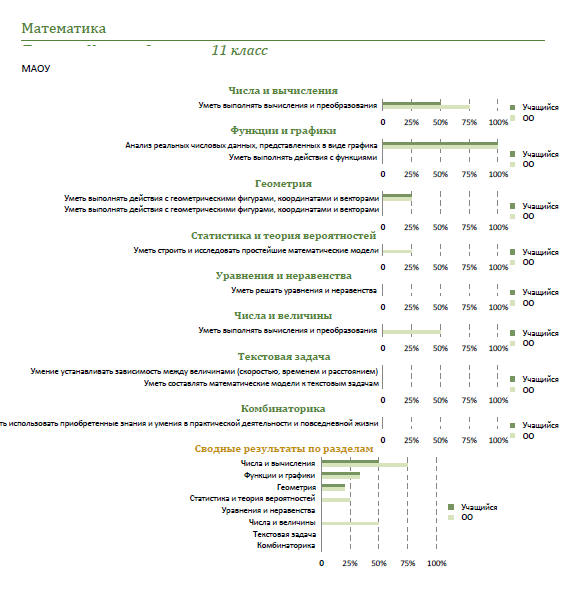 Математика
11 класс
МАОУ
Числа и вычисления
Уметь выполнять вычисления и преобразования
0 25% 50% 75% 100%
Учащийся
ОО
Функции и графики
Анализ реальных числовых данных, представленных в виде графика
Уметь выполнять действия с функциями
0 25% 50% 75% 100%
Учащийся
ОО
Геометрия
Уметь выполнять действия с геометрическими фигурами, координатами и векторами
Уметь выполнять действия с геометрическими фигурами, координатами и векторами
0 25% 50% 75% 100%
Учащийся
ОО
Статистика и теория вероятностей
Уметь строить и исследовать простейшие математические модели
0 25% 50% 75% 100%
Учащийся
ОО
Уравнения и неравенства
Уметь решать уравнения и неравенства
0 25% 50% 75% 100%
Учащийся
ОО
Числа и величины
Уметь выполнять вычисления и преобразования
0 25% 50% 75% 100%
Учащийся
ОО
Текстовая задача
Умение устанавливать зависимость между величинами (скоростью, временем и расстоянием)
Уметь составлять математические модели к текстовым задачам
0 25% 50% 75% 100%
Учащийся
ОО
Комбинаторика
ть использовать приобретенные знания и умения в практической деятельности и повседневной жизни
0 25% 50% 75% 100%
Учащийся
ОО
Сводные результаты по разделам
Числа и вычисления
Функции и графики
Геометрия
Статистика и теория вероятностей
Уравнения и неравенства
Числа и величины
Текстовая задача
Комбинаторика
0 25% 50% 75% 100%
Учащийся
ОО